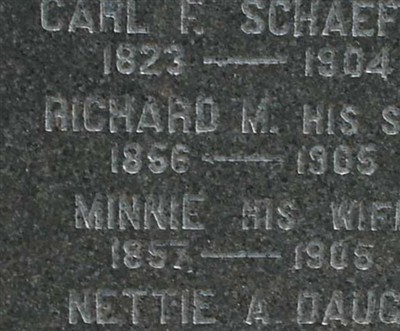 CARL F. SCHAEF
1823 — 1904
RICHARD M. HIS S
1856 — 1905
MINNIE HIS WIF
1857 — 1905
NETTIE A DAUG